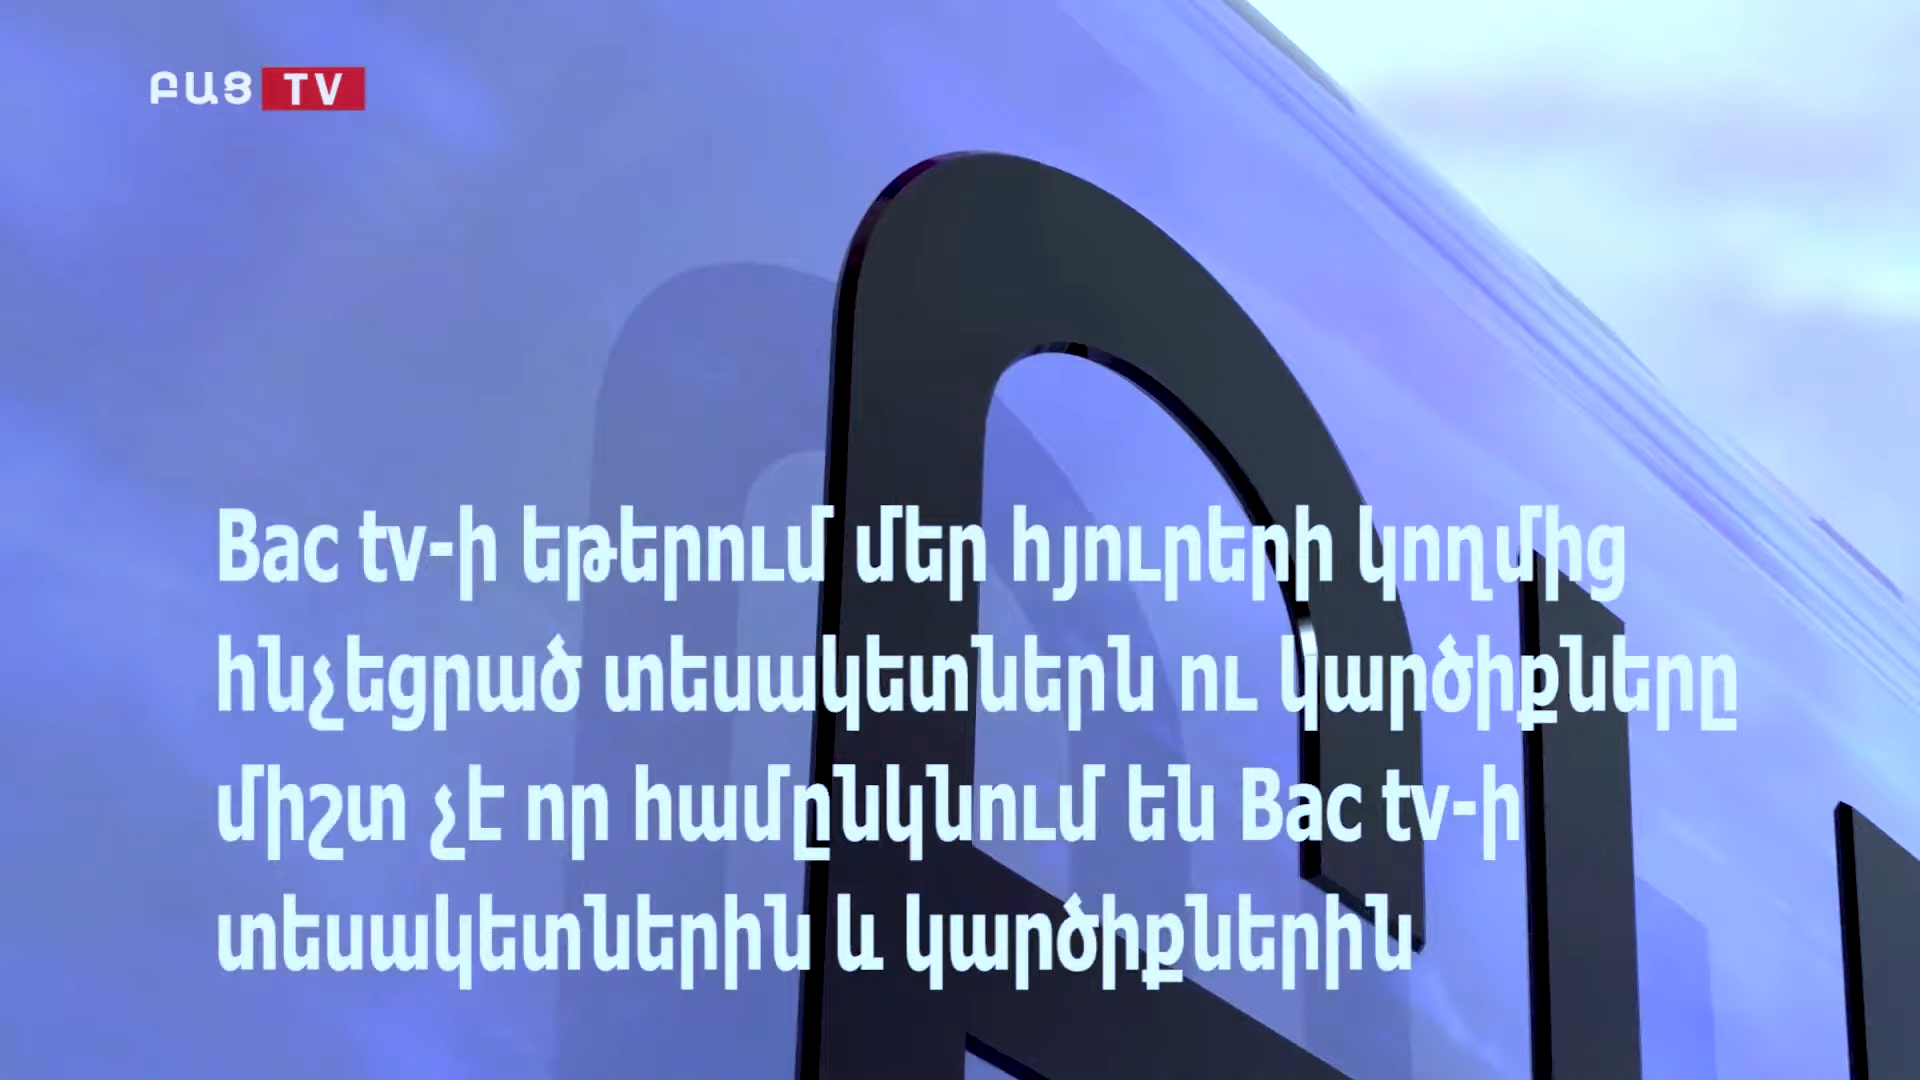 ԲԱՑ TV
Bac tv-ի եթերում մեր հյուրերի կողմից
հնչեցրած տեսակետներն ու կարծիքները
միշտ չէ որ համընկնում են Bac tv-ի
տեսակետներին և կարծիքներին